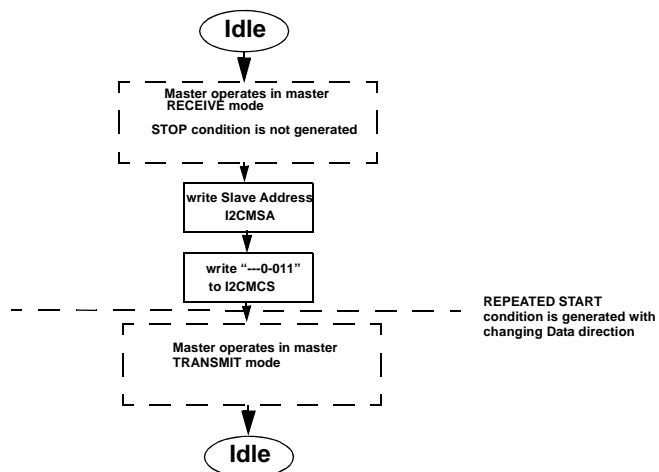 Idle
Master operates in master
RECEIVE mode
STOP condition is not generated
write Slave Address
I2CMSA
write “---0-011”
to I2CMCS
REPEATED START
condition is generated with
changing Data direction
Master operates in master
TRANSMIT mode
Idle